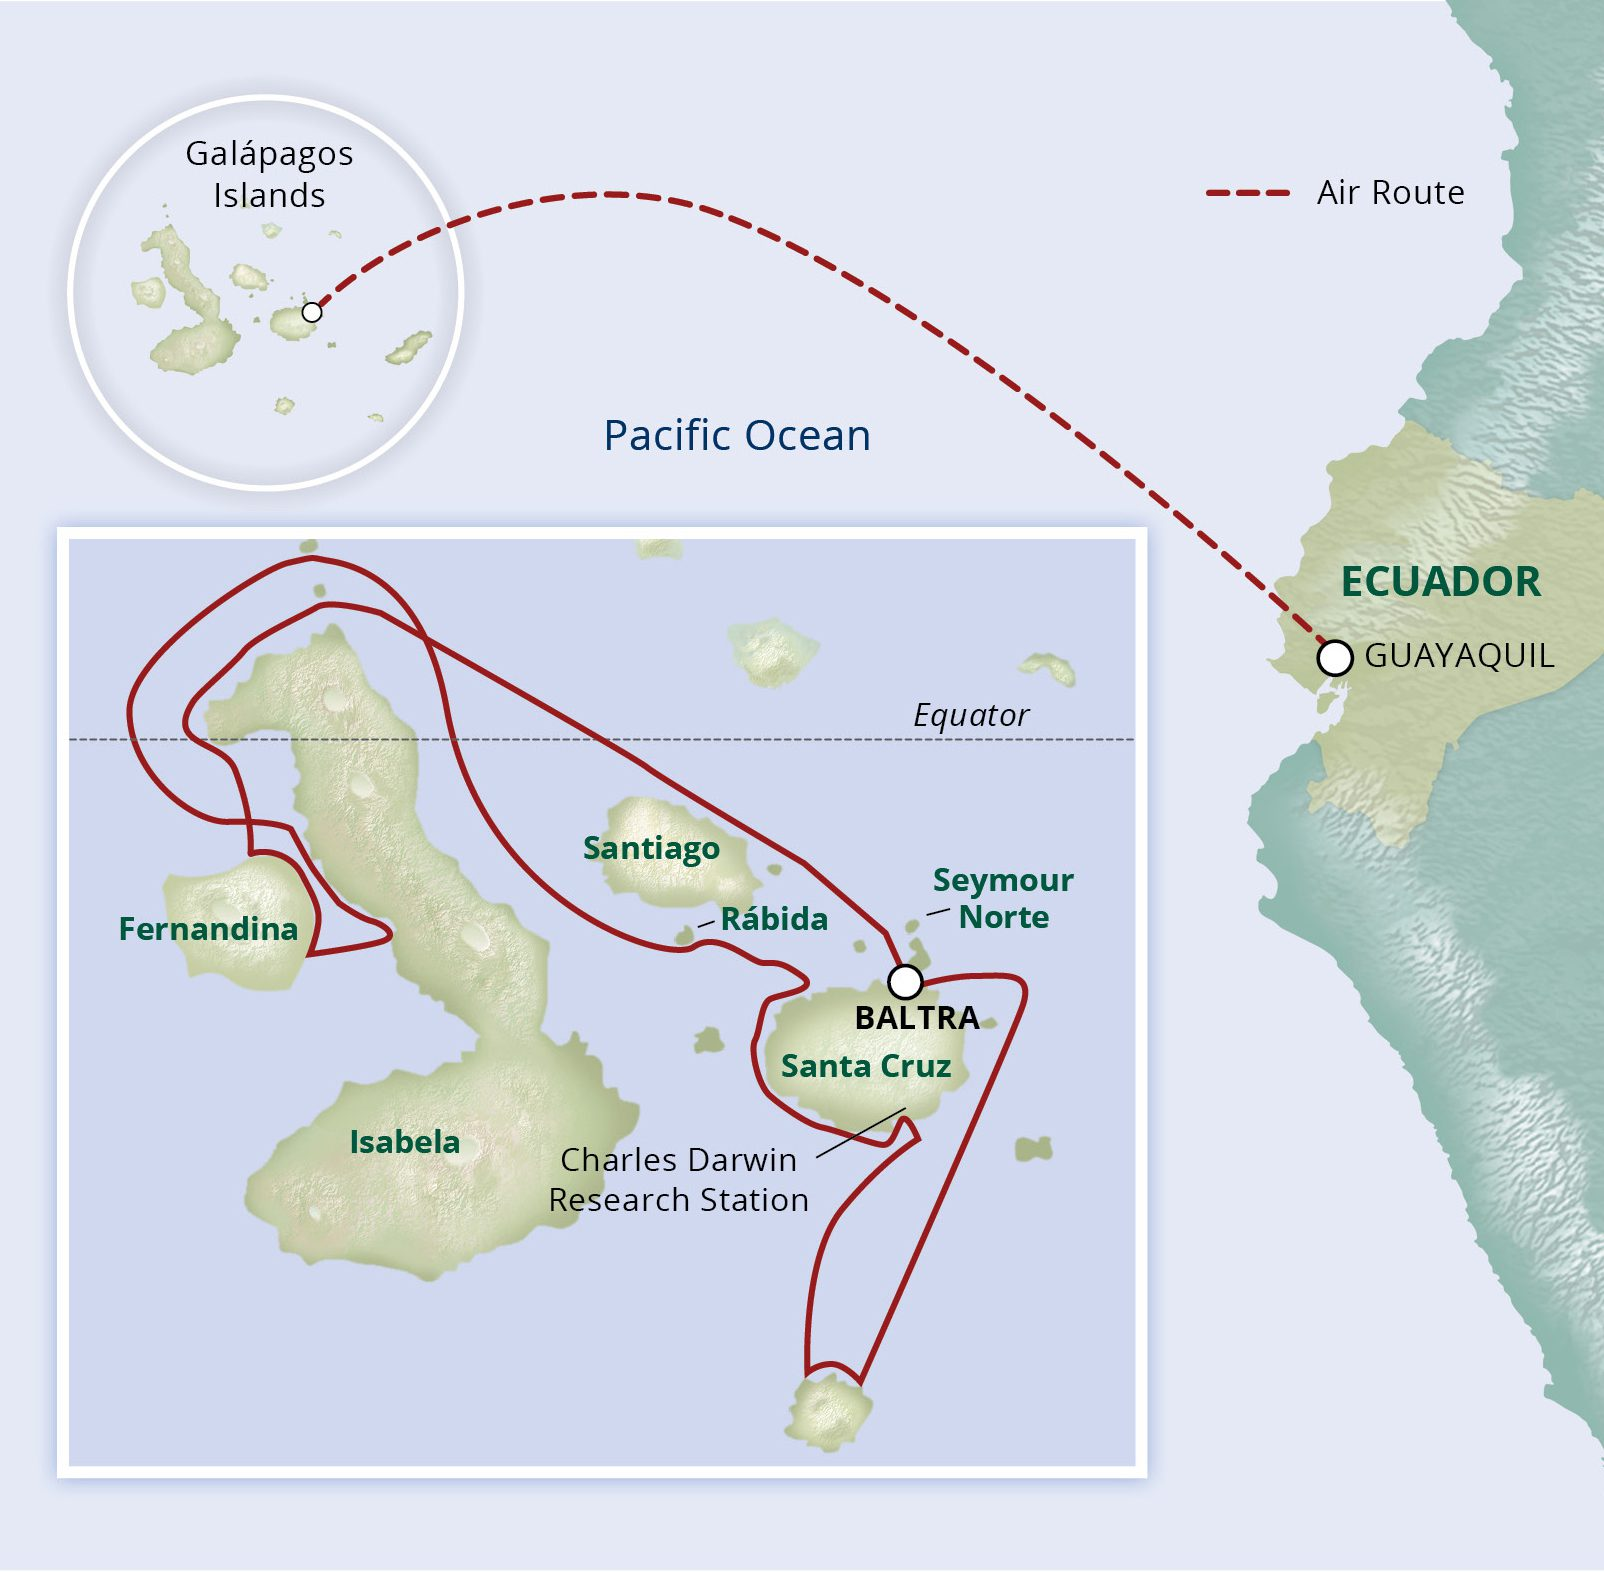 Galápagos
Islands
Air Route
Pacific Ocean
ECUADOR
GUAYAQUIL
Equator
Santiago
Seymour
Norte
Rábida
Fernandina
BALTRA
Santa Cruz
Isabela
Charles Darwin
Research Station